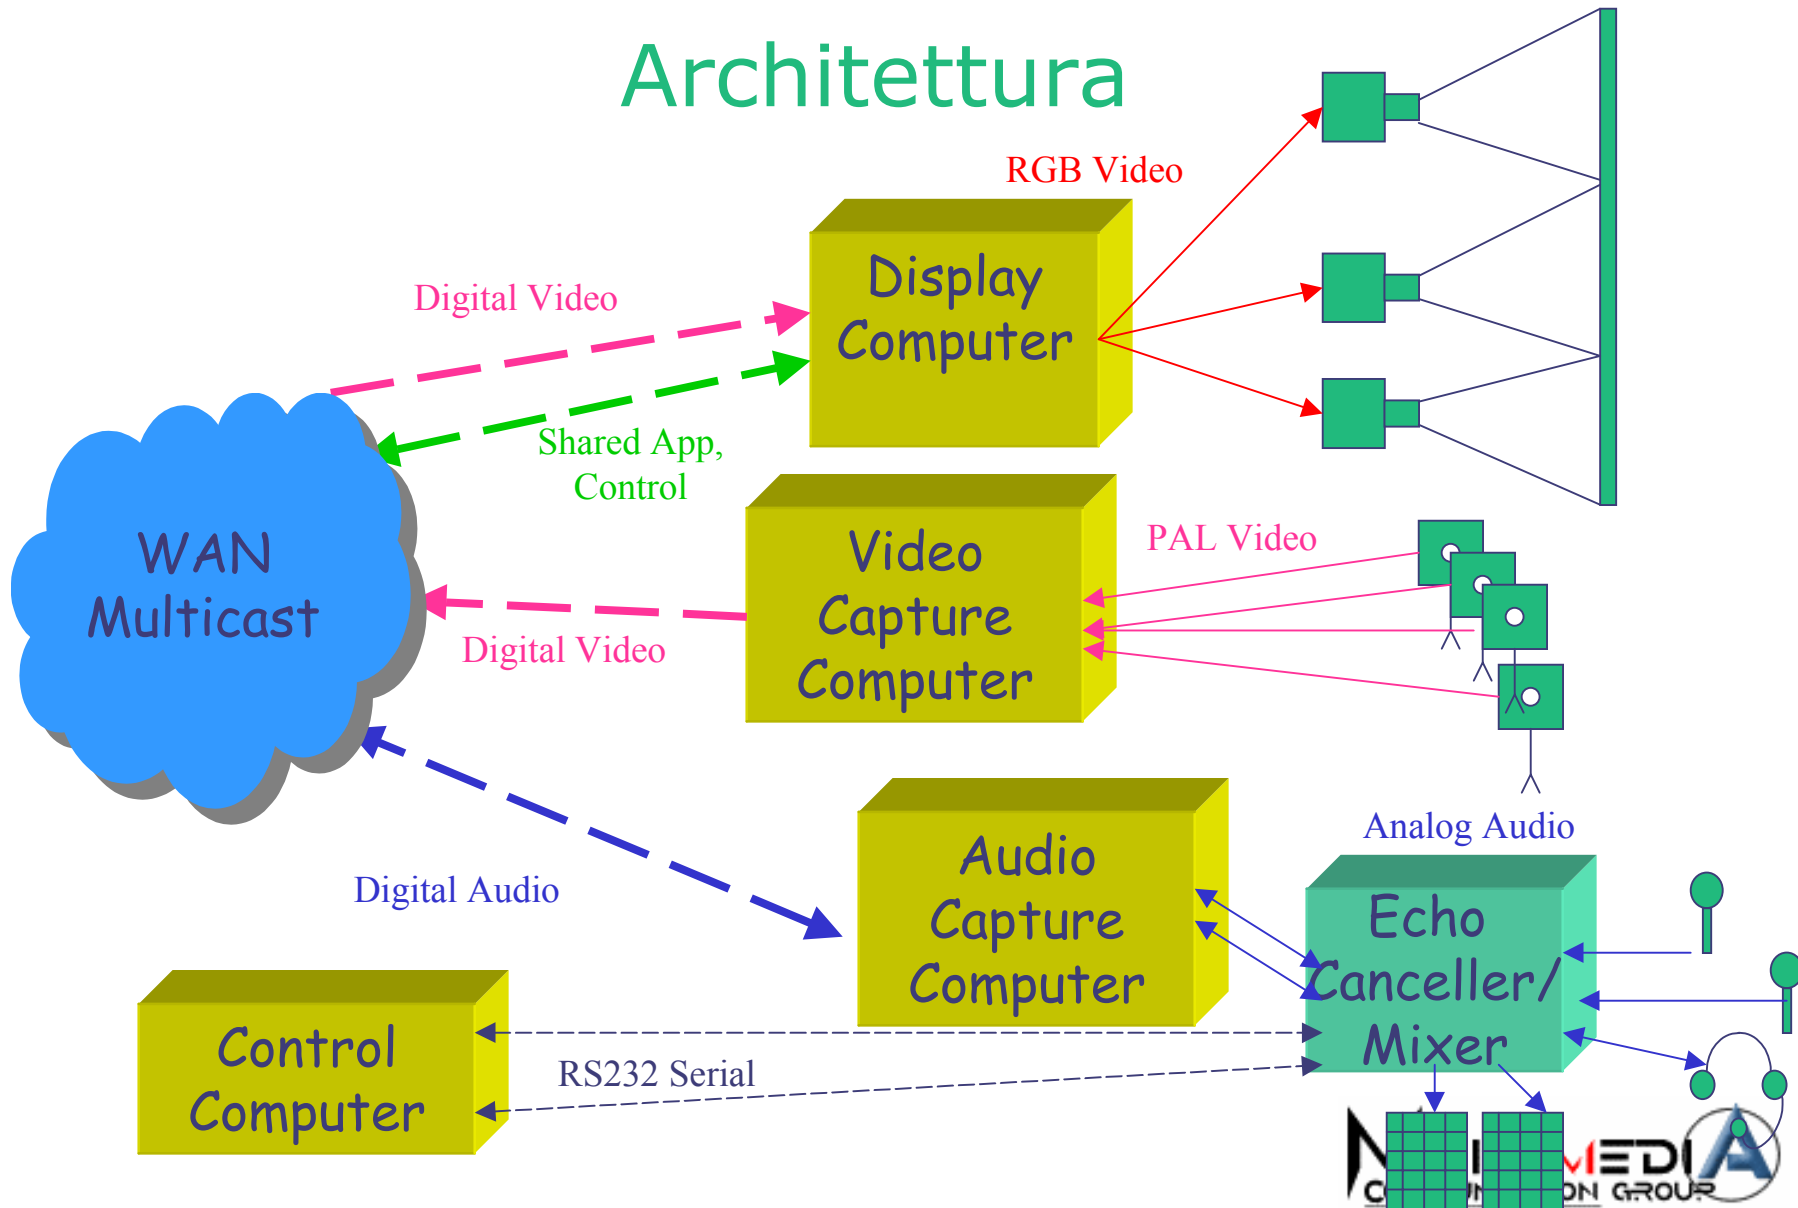 Architettura
RGB Video
Display
Computer
Digital Video
Shared App,
Control
WAN
Multicast
Video
Capture
Computer
PAL Video
Digital Video
Analog Audio
Audio
Capture
Computer
Digital Audio
Echo
Canceller/
Mixer
Control
Computer
RS232 Serial
GROUP